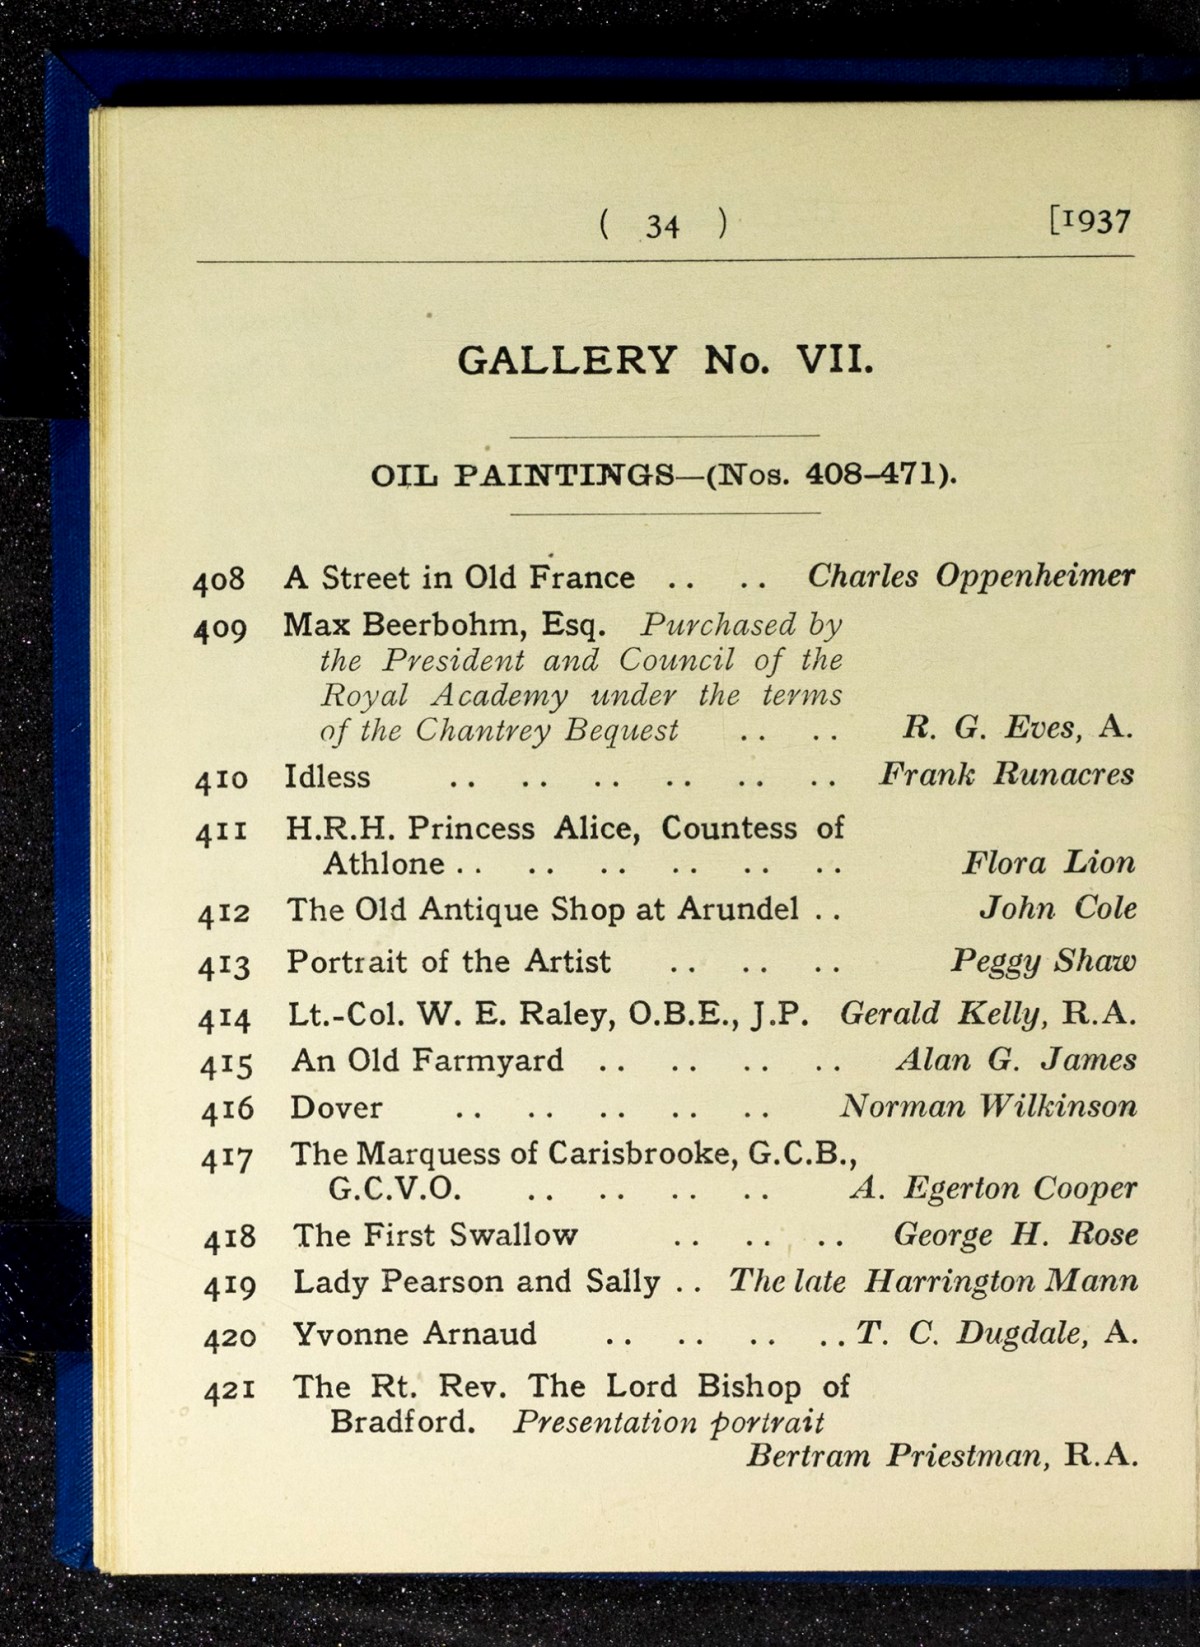 ( 34 ) [1937
GALLERY No. VII.
OIL PAINTINGS—(Nos. 408–471).
408 A Street in Old France .. .. Charles Oppenheimer
409 Max Beerbohm, Esq. Purchased by
the President and Council of the
Royal Academy under the terms
of the Chantrey Bequest .. .. R. G. Eves, A.
410 Idless .. .. .. .. .. .. Frank Runacres
411 H.R.H. Princess Alice, Countess of
Athlone .. .. .. .. .. .. Flora Lion
412 The Old Antique Shop at Arundel .. John Cole
413 Portrait of the Artist .. .. .. Peggy Shaw
414 Lt.-Col. W. E. Raley, O.B.E., J.P. Gerald Kelly, R.A.
415 An Old Farmyard .. .. .. .. Alan G. James
416 Dover .. .. .. .. .. Norman Wilkinson
417 The Marquess of Carisbrooke, G.C.B.,
G.C.V.O. .. .. .. .. A. Egerton Cooper
418 The First Swallow .. .. .. George H. Rose
419 Lady Pearson and Sally .. The late Harrington Mann
420 Yvonne Arnaud .. .. .. .. T. C. Dugdale, A.
421 The Rt. Rev. The Lord Bishop of
Bradford. Presentation portrait
Bertram Priestman, R.A.